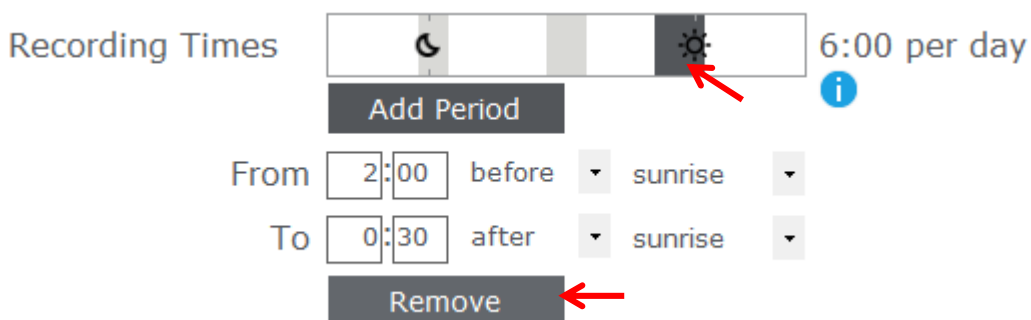 Recording Times 6:00 per day
i
Add Period
From 2:00 before sunrise
To 0:30 after sunrise
Remove